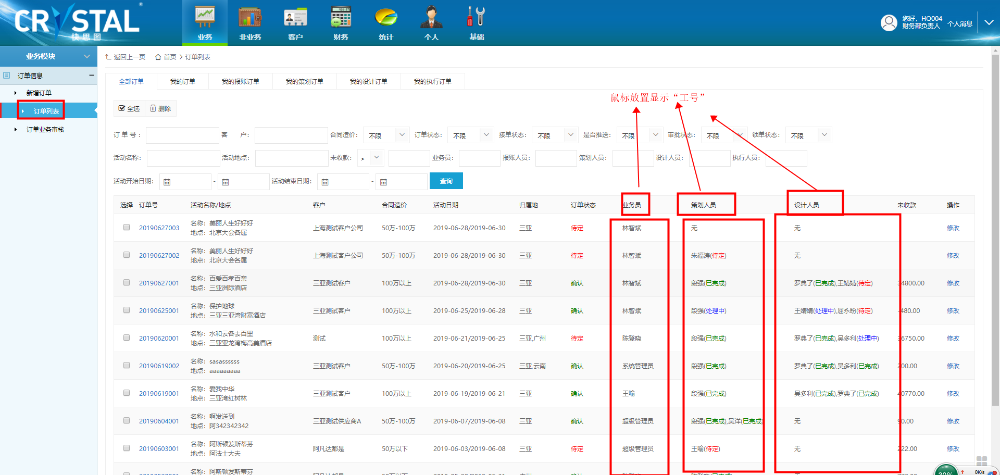 CRYSTAL ®
快思图
业务
非业务
客户
财务
统计
个人
基础
您好，HQ004
财务部负责人
个人消息
业务模块
订单信息
新增订单
订单列表
订单业务审核
返回上一页 首页 > 订单列表
全部订单 我的订单 我的报账订单 我的策划订单 我的设计订单 我的执行订单
鼠标放置显示“工号”
全选 删除
订 单 号： 客 户： 合同造价： 不限 订单状态： 不限 接单状态： 不限 是否推送： 不限 审批状态： 不限 锁单状态： 不限
活动名称： 活动地点： 未收款： > 业务员： 报账人员： 策划人员： 设计人员： 执行人员：
活动开始日期： - 活动结束日期： - 查询
选择 订单号 活动名称/地点 客户 合同造价 活动日期 归属地 订单状态 业务员 策划人员 设计人员 未收款 操作
20190627003 名称：美丽人生好好好 上海测试客户公司 50万-100万 2019-06-28/2019-06-30 三亚 待定 林智斌 无 无 修改
地点：北京大会各属
20190627002 名称：美丽人生好好好 上海测试客户公司 50万-100万 2019-06-28/2019-06-30 三亚 待定 林智斌 朱福涛(待定) 无 修改
地点：北京大会各属
20190627001 名称：百爱百孝百亲 三亚测试客户 100万以上 2019-06-28/2019-06-30 三亚 确认 林智斌 段强(已完成) 罗典了(已完成),王婧婧(待定) 34800.00 修改
地点：三亚洲际酒店
20190625001 名称：保护地球 三亚测试客户 100万以上 2019-06-25/2019-06-28 三亚 确认 林智斌 段强(处理中) 王婧婧(处理中),屈永盼(待定) -480.00 修改
地点：三亚三亚湾财富酒店
20190620001 名称：水和云各去百里 测试 100万以上 2019-06-21/2019-06-25 三亚,广州 待定 陈登晓 段强(已完成) 罗典了(已完成),吴多利(处理中) 36750.00 修改
地点：三亚亚龙湾梅高美酒店
20190619002 名称：sasassssss 三亚测试客户 50万-100万 2019-06-20/2019-06-25 三亚,云南 确认 系统管理员 段强(已完成) 罗典了(已完成),吴多利(已完成) 200.00 修改
地点：aaaaaaaaa
20190619001 名称：爱我中华 三亚测试客户 100万以上 2019-06-19/2019-06-21 三亚 确认 王喻 段强(已完成) 吴多利(已完成),罗典了(已完成) 40770.00 修改
地点：三亚湾红树林
20190604001 名称：啊发送到 三亚测试供应商A 50万-100万 2019-06-07/2019-06-08 三亚 确认 超级管理员 段强(已完成),吴洋(已完成) 无 90.00 修改
地点：阿342342342
20190603001 名称：阿斯顿发斯蒂芬 阿凡达都是 50万以下 2019-06-03/2019-06-08 三亚 待定 超级管理员 王喻(待定) 无 222.00 修改
地点：阿法士大夫
名称：阿斯顿发斯蒂芬
0K/s